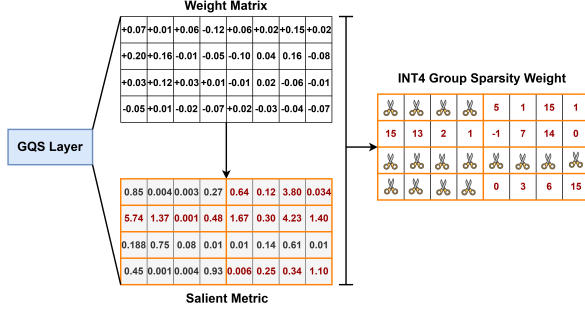 Weight Matrix
+0.07 +0.01 +0.06 -0.12 +0.06 +0.02 +0.15 +0.02
+0.20 +0.16 -0.01 -0.05 -0.10 0.04 0.16 -0.08
+0.03 +0.12 +0.03 +0.01 -0.01 0.02 -0.06 -0.01
-0.05 +0.01 -0.02 -0.07 +0.02 -0.03 -0.04 -0.07
GQS Layer
INT4 Group Sparsity Weight
5 1 15 1
15 13 2 1 -1 7 14 0
0 3 6 15
0.85 0.004 0.003 0.27 0.64 0.12 3.80 0.034
5.74 1.37 0.001 0.48 1.67 0.30 4.23 1.40
0.188 0.75 0.08 0.01 0.01 0.14 0.61 0.01
0.45 0.001 0.004 0.93 0.006 0.25 0.34 1.10
Salient Metric